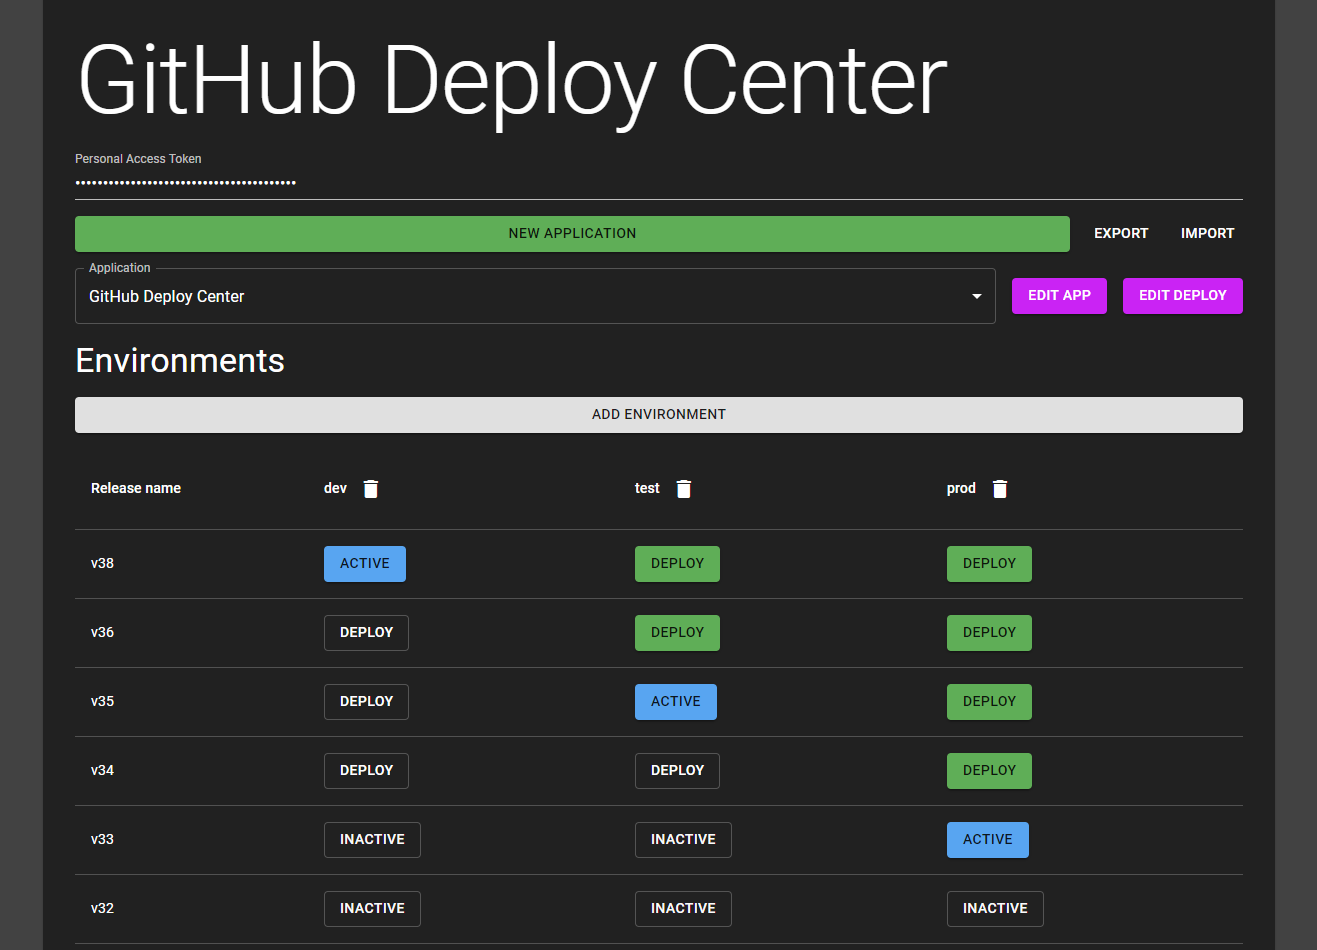 GitHub Deploy Center
Personal Access Token
••••••••••••••••••••••••••••••••••••••••
NEW APPLICATION EXPORT IMPORT
Application
GitHub Deploy Center EDIT APP EDIT DEPLOY
Environments
ADD ENVIRONMENT
Release name dev test prod
v38 ACTIVE DEPLOY DEPLOY
v36 DEPLOY DEPLOY DEPLOY
v35 DEPLOY ACTIVE DEPLOY
v34 DEPLOY DEPLOY DEPLOY
v33 INACTIVE INACTIVE ACTIVE
v32 INACTIVE INACTIVE INACTIVE